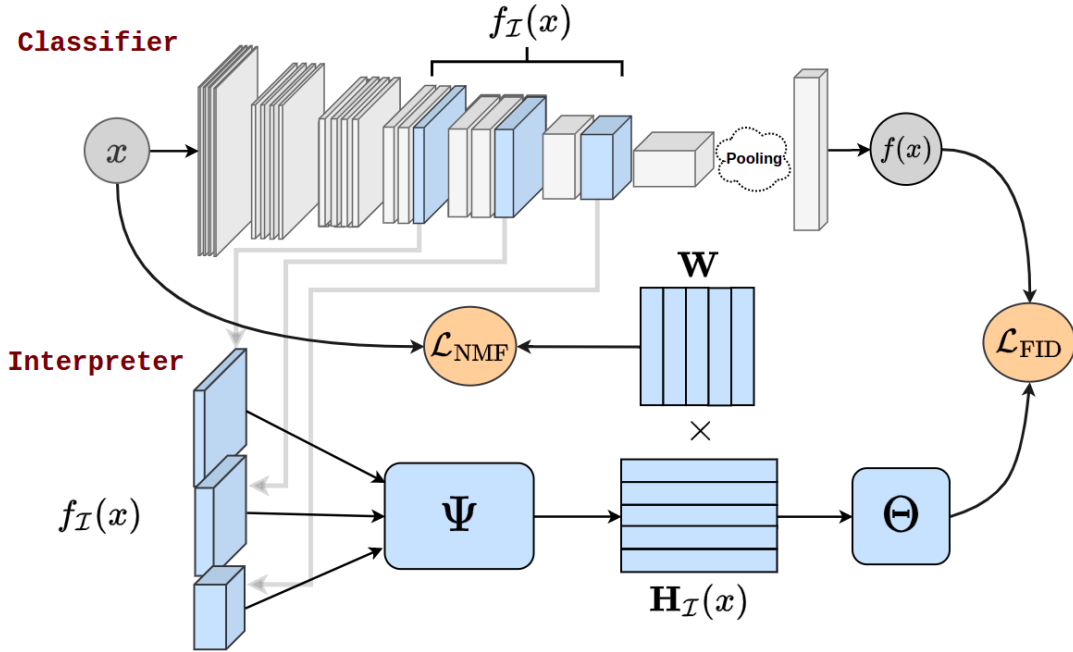 f_ℐ(x)
Classifier
x
-Pooling
f(x)
W
ℒ_NMF
ℒ_FID
Interpreter
×
f_ℐ(x)
Ψ
Θ
H_ℐ(x)